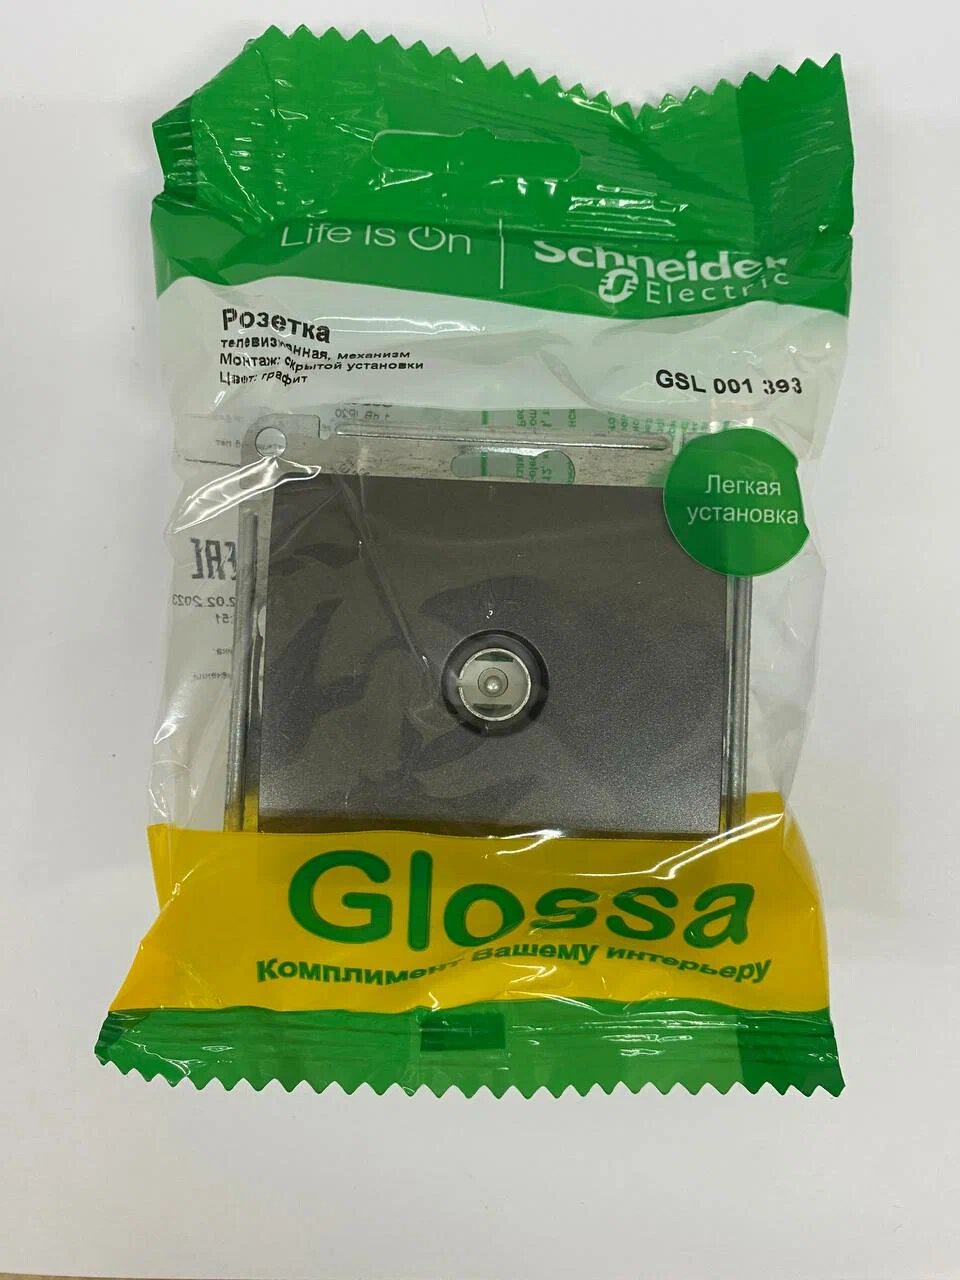 Life Is On
Schneider
Electric
Розетка
телевизионная, механизм
Монтаж: скрытой установки
Цвет: графит
GSL 001 393
Легкая
установка
Glossa
Комплимент Вашему интерьеру